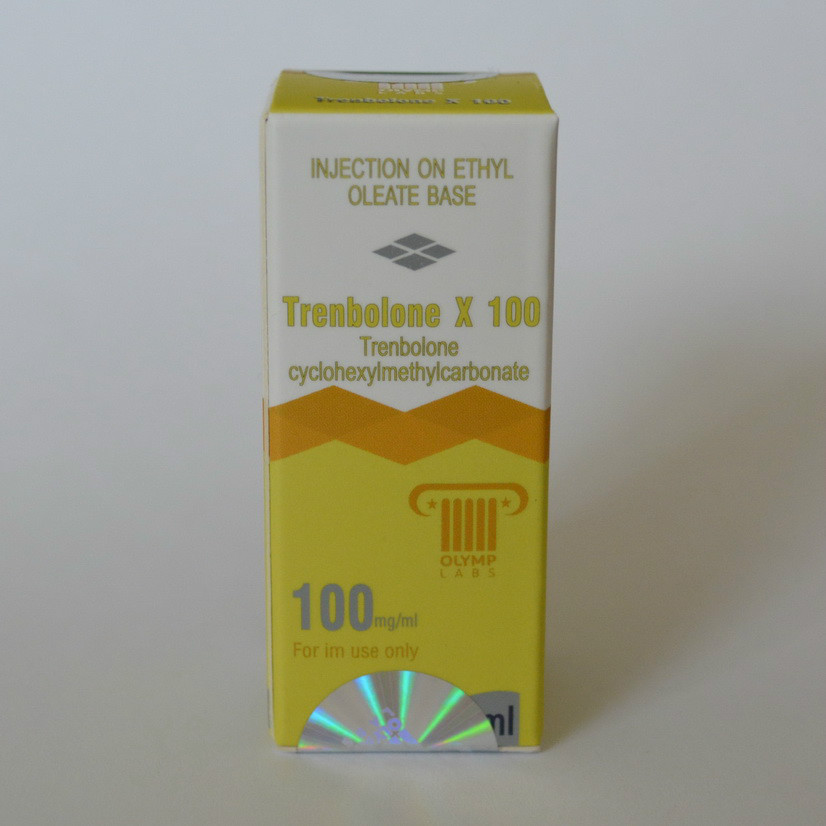 Trenbolone X 100
INJECTION ON ETHYL
OLEATE BASE
Trenbolone X 100
Trenbolone
cyclohexylmethylcarbonate
OLYMP
LABS
100mg/ml
For im use only
ml